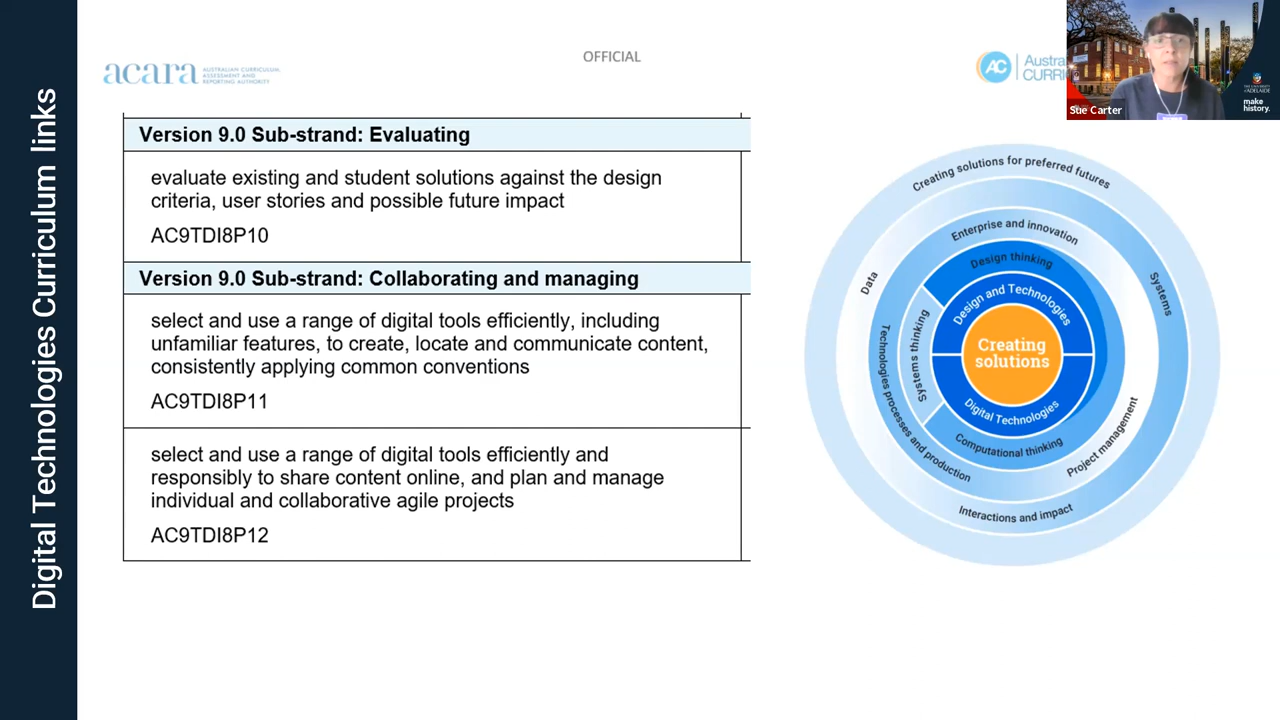 Digital Technologies Curriculum links
acara AUSTRALIAN CURRICULUM,
ASSESSMENT AND
REPORTING AUTHORITY
OFFICIAL
AC
Sue Carter
make
history.
Version 9.0 Sub-strand: Evaluating
evaluate existing and student solutions against the design
criteria, user stories and possible future impact
AC9TDI8P10
Version 9.0 Sub-strand: Collaborating and managing
select and use a range of digital tools efficiently, including
unfamiliar features, to create, locate and communicate content,
consistently applying common conventions
AC9TDI8P11
select and use a range of digital tools efficiently and
responsibly to share content online, and plan and manage
individual and collaborative agile projects
AC9TDI8P12
Creating solutions for preferred futures
Enterprise and innovation
Design thinking
Data
Systems
Design and Technologies
Systems thinking
Creating
solutions
Digital Technologies
Technologies processes and production
Computational thinking
Project management
Interactions and impact